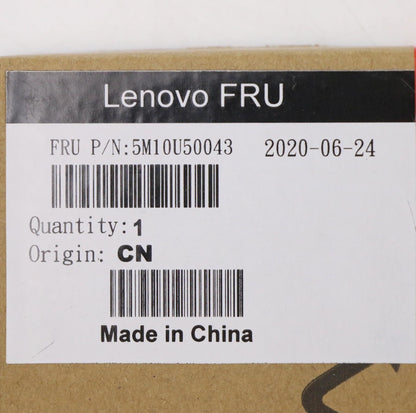 Lenovo FRU
FRU P/N:5M10U50043 2020-06-24
Quantity:1
Origin: CN
Made in China